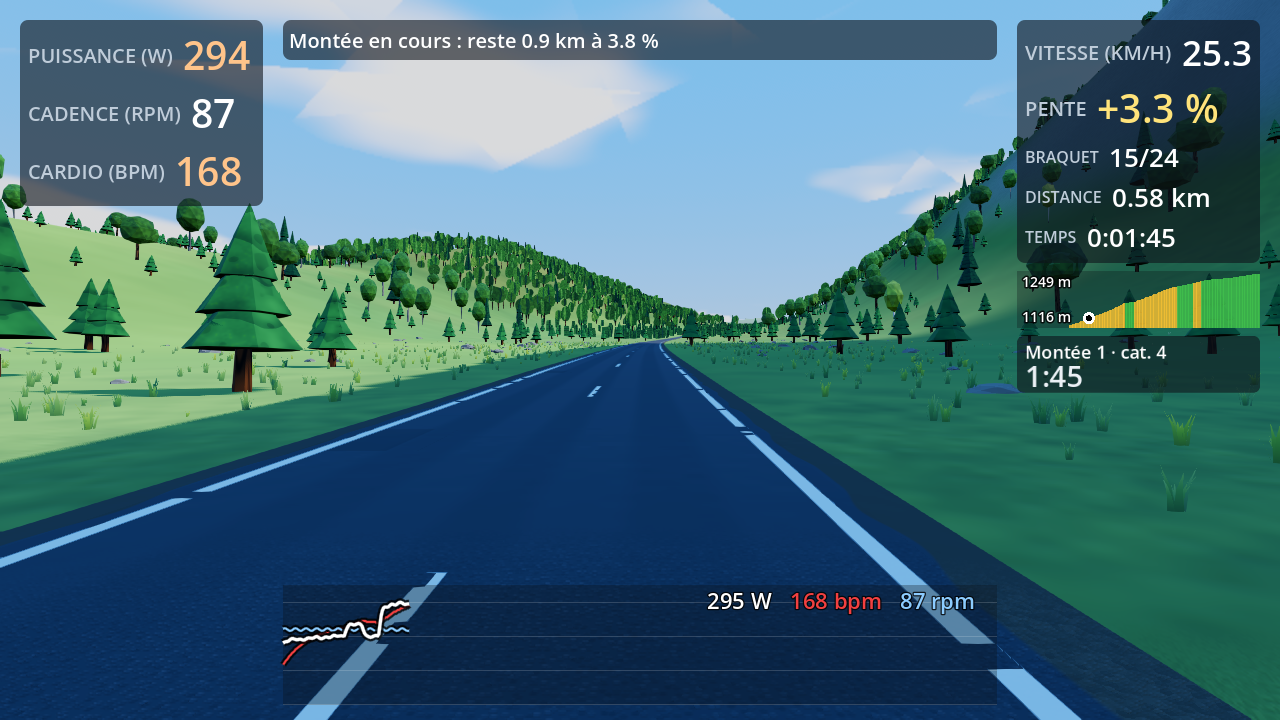 PUISSANCE (W) 294
CADENCE (RPM) 87
CARDIO (BPM) 168
Montée en cours : reste 0.9 km à 3.8 %
VITESSE (KM/H) 25.3
PENTE +3.3 %
BRAQUET 15/24
DISTANCE 0.58 km
TEMPS 0:01:45
1249 m
1116 m
Montée 1 · cat. 4
1:45
295 W 168 bpm 87 rpm